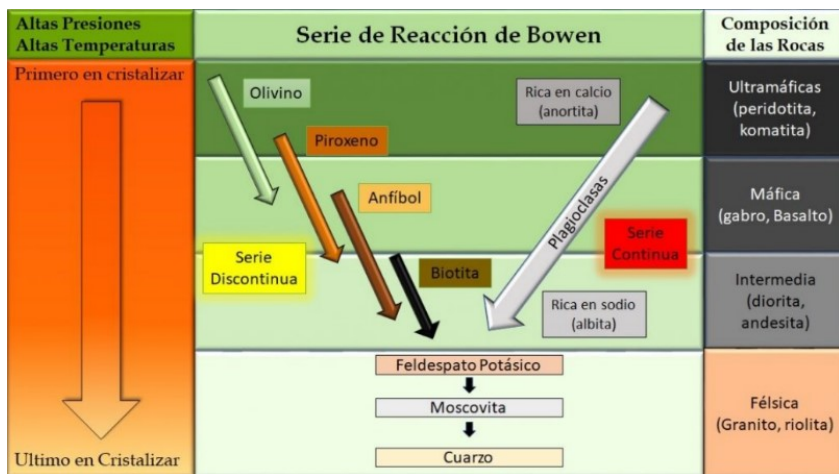 Altas Presiones
Altas Temperaturas
Serie de Reacción de Bowen
Composición
de las Rocas
Primero en cristalizar
Olivino
Rica en calcio
(anortita)
Ultramáficas
(peridotita,
komatita)
Piroxeno
Anfíbol
Plagioclasas
Máfica
(gabro, Basalto)
Serie
Discontinua
Biotita
Serie
Continua
Rica en sodio
(albita)
Intermedia
(diorita,
andesita)
Feldespato Potásico
Moscovita
Cuarzo
Félsica
(Granito, riolita)
Ultimo en Cristalizar